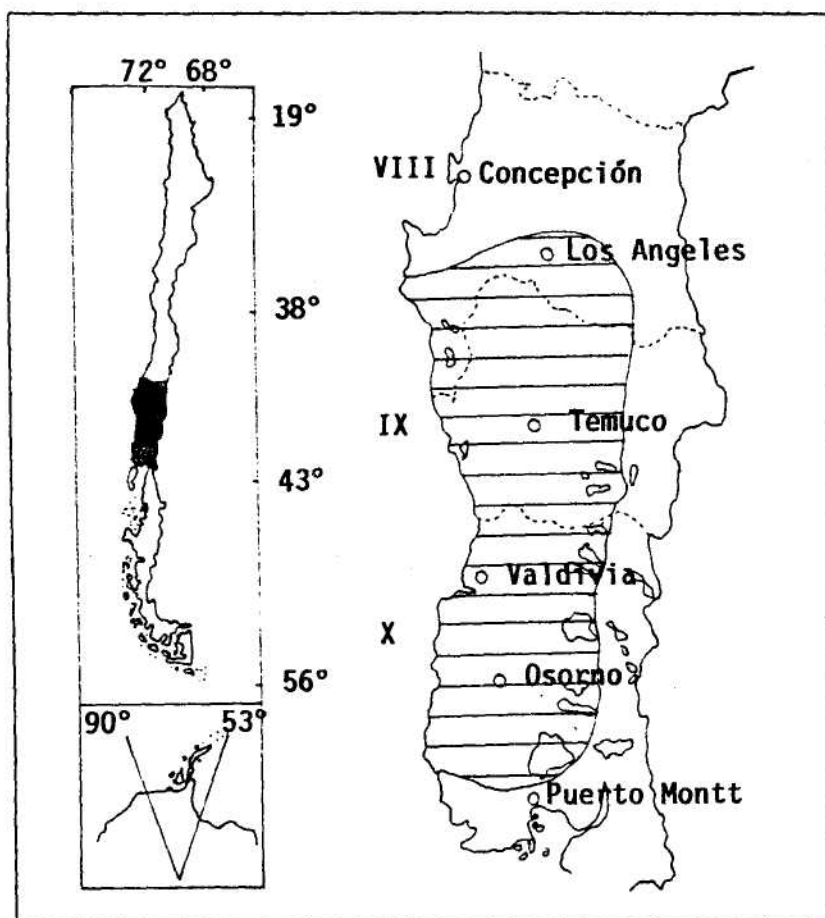 72° 68°
19°
38°
43°
56°
90° 53°
VIII
Concepción
Los Angeles
IX
Temuco
Valdivia
X
Osorno
Puerto Montt